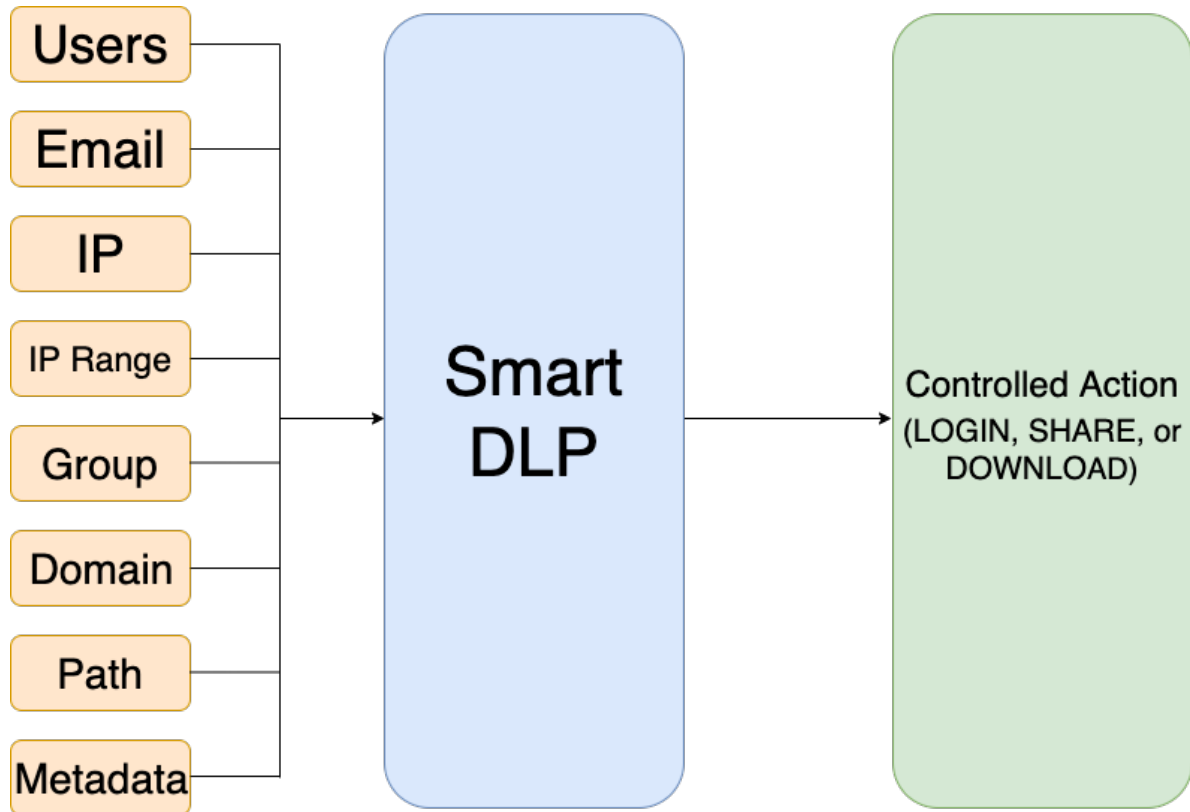 Users
Email
IP
IP Range
Group
Domain
Path
Metadata
Smart
DLP
Controlled Action
(LOGIN, SHARE, or
DOWNLOAD)